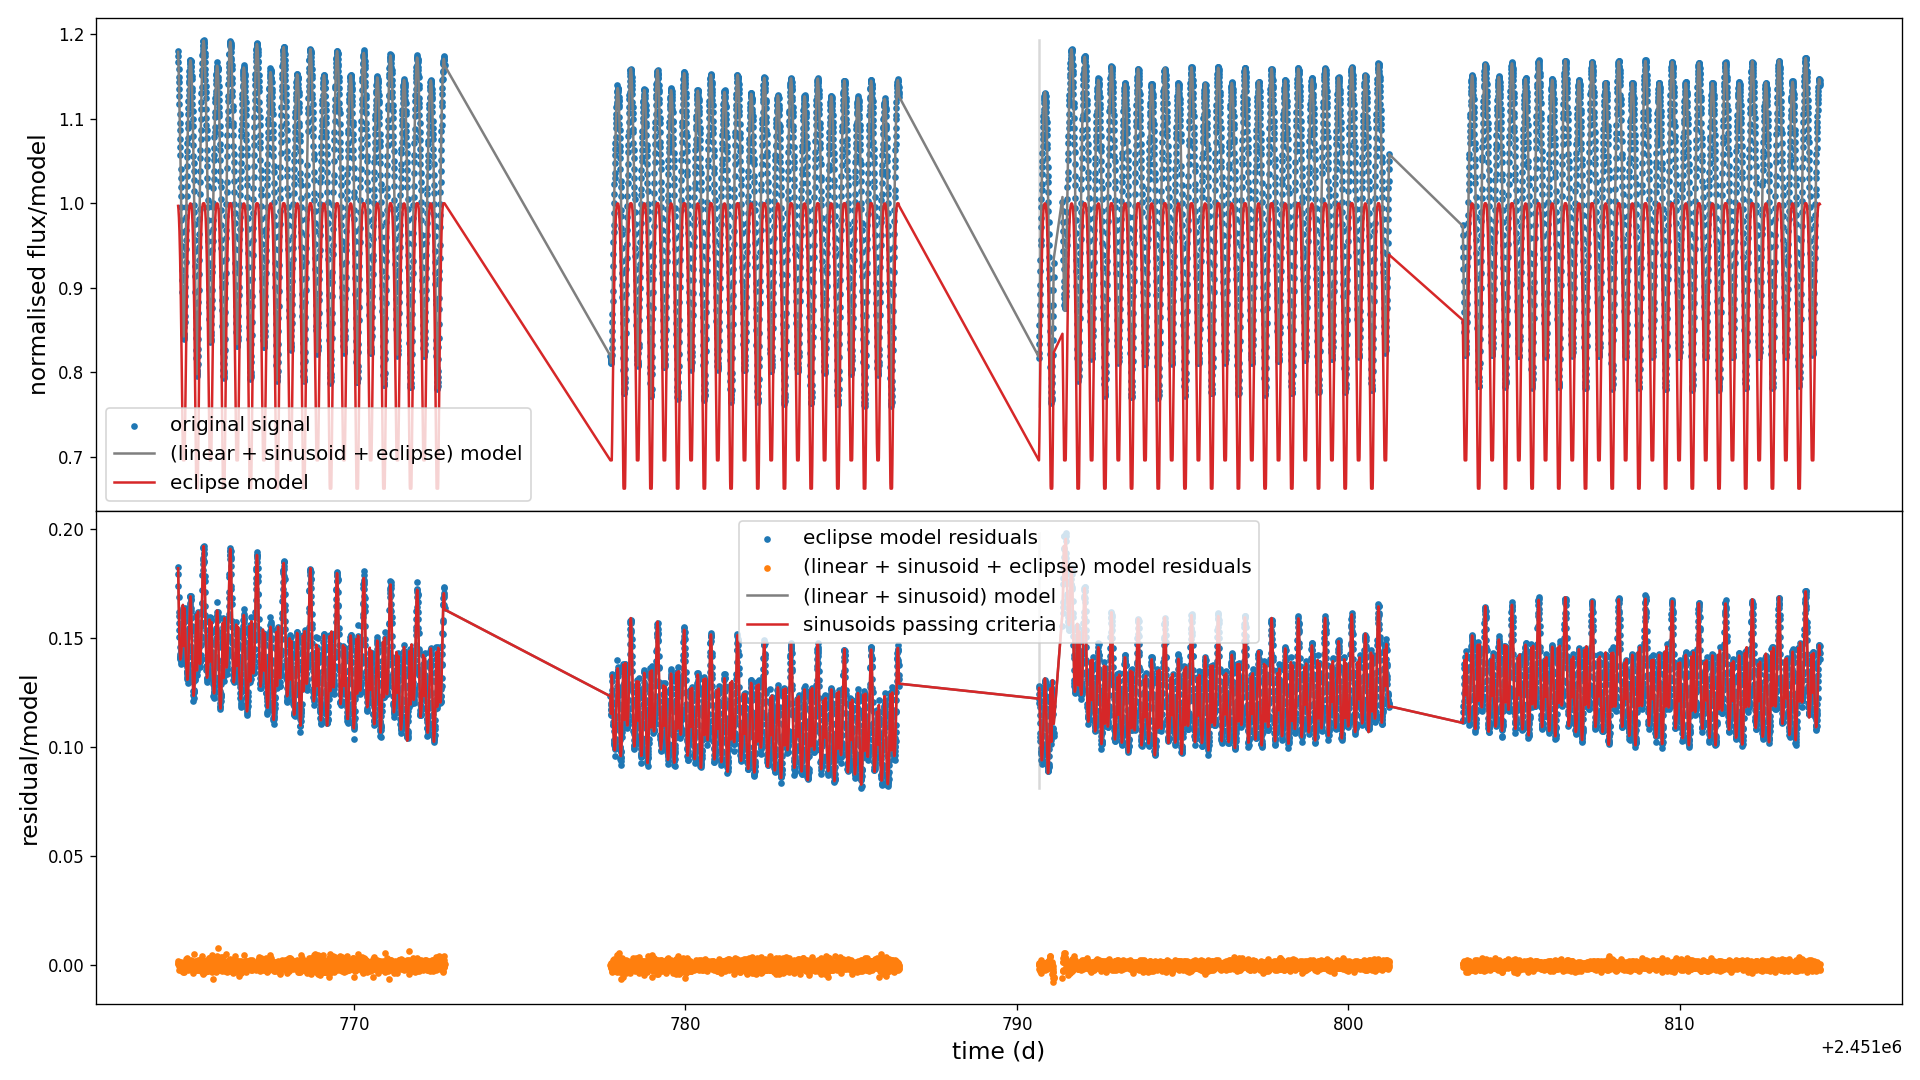 normalised flux/model
1.2
1.1
1.0
0.9
0.8
0.7
original signal
(linear + sinusoid + eclipse) model
eclipse model
residual/model
0.20
0.15
0.10
0.05
0.00
eclipse model residuals
(linear + sinusoid + eclipse) model residuals
(linear + sinusoid) model
sinusoids passing criteria
770
780
790
800
810
time (d)
+2.451e6